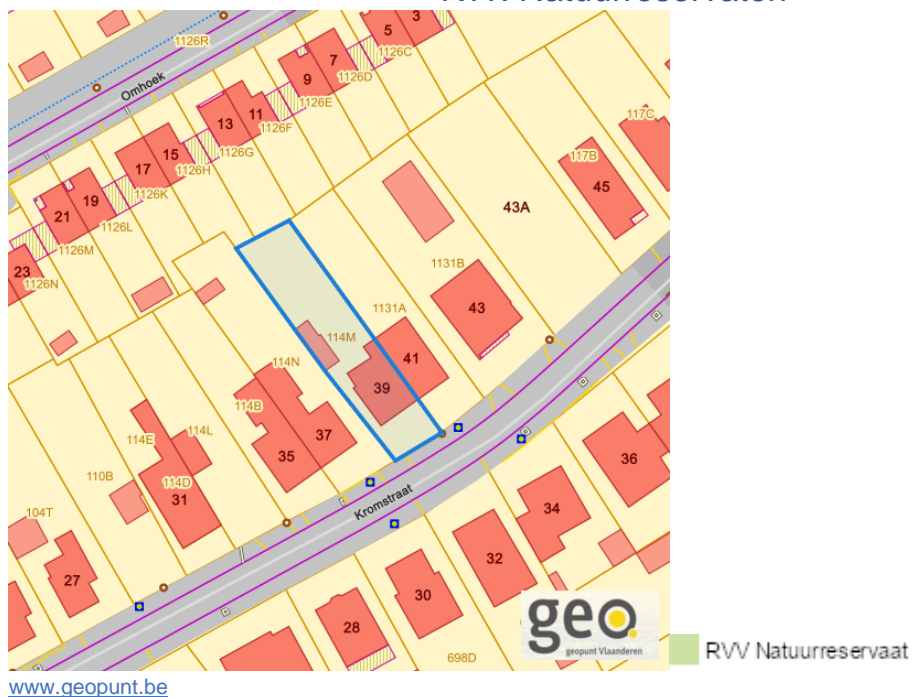 RVV Natuurreservaten
1126R
5
3
1126C
7
9
1126D
Omhoek
1126E
13
11
1126F
117C
17
15
1126G
117B
1126H
45
21
19
1126K
43A
1126L
1126M
23
1126N
1131B
1131A
43
114M
41
114N
39
114B
37
114E
114L
35
36
110B
114D
31
Kromstraat
34
104T
32
27
30
28
698D
geo
geopunt Vlaanderen
RVV Natuurreservaat
www.geopunt.be